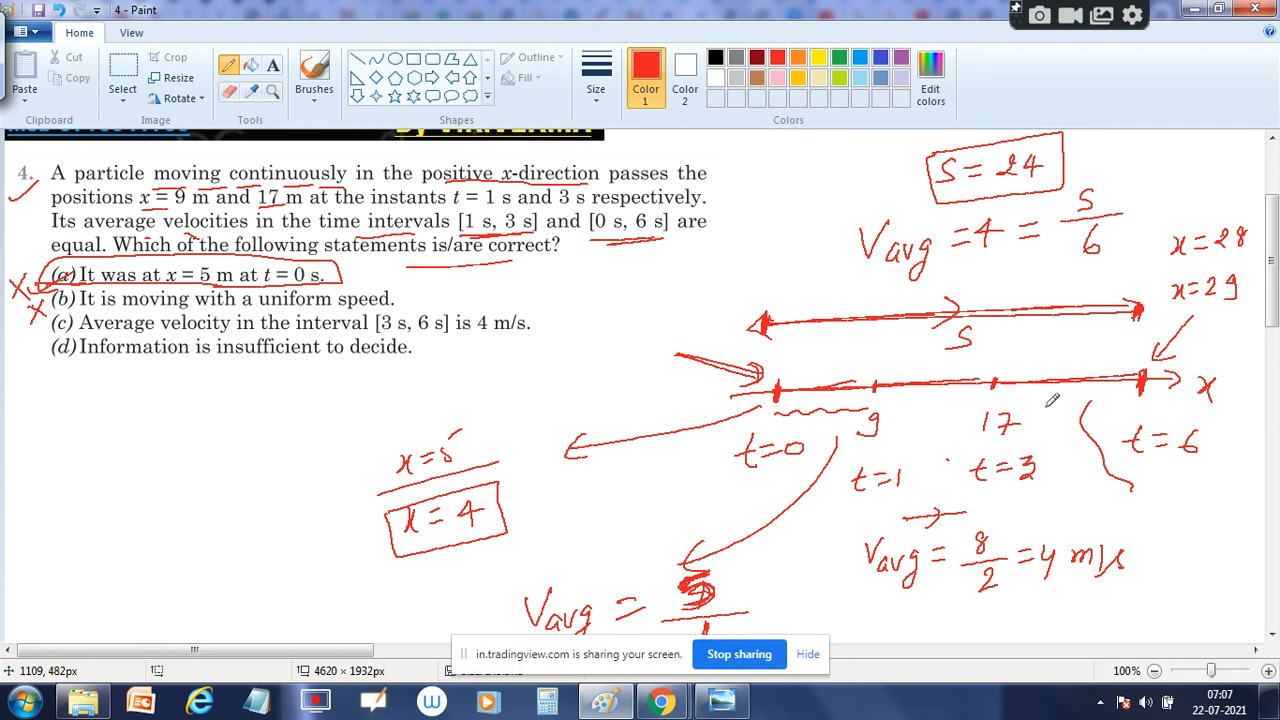 4 - Paint
Home
View
Paste
Cut
Copy
Clipboard
Select
Crop
Resize
Rotate
Image
A
Tools
Brushes
Outline
Fill
Shapes
Size
Color 1
Color 2
Colors
Edit colors
By
4. A particle moving continuously in the positive x-direction passes the
positions x = 9 m and 17 m at the instants t = 1 s and 3 s respectively.
Its average velocities in the time intervals [1 s, 3 s] and [0 s, 6 s] are
equal. Which of the following statements is/are correct?
(a) It was at x = 5 m at t = 0 s.
(b) It is moving with a uniform speed.
(c) Average velocity in the interval [3 s, 6 s] is 4 m/s.
(d) Information is insufficient to decide.
S = 24
Vavg = 4 = S/6
x = 28
x = 29
S
x
9
17
t=0
t=1
t=3
t=6
x=5
x=4
Vavg = 8/2 = 4 m/s
Vavg =
in.tradingview.com is sharing your screen.
Stop sharing
Hide
1109, 482px
4620 × 1932px
100%
07:07
22-07-2021